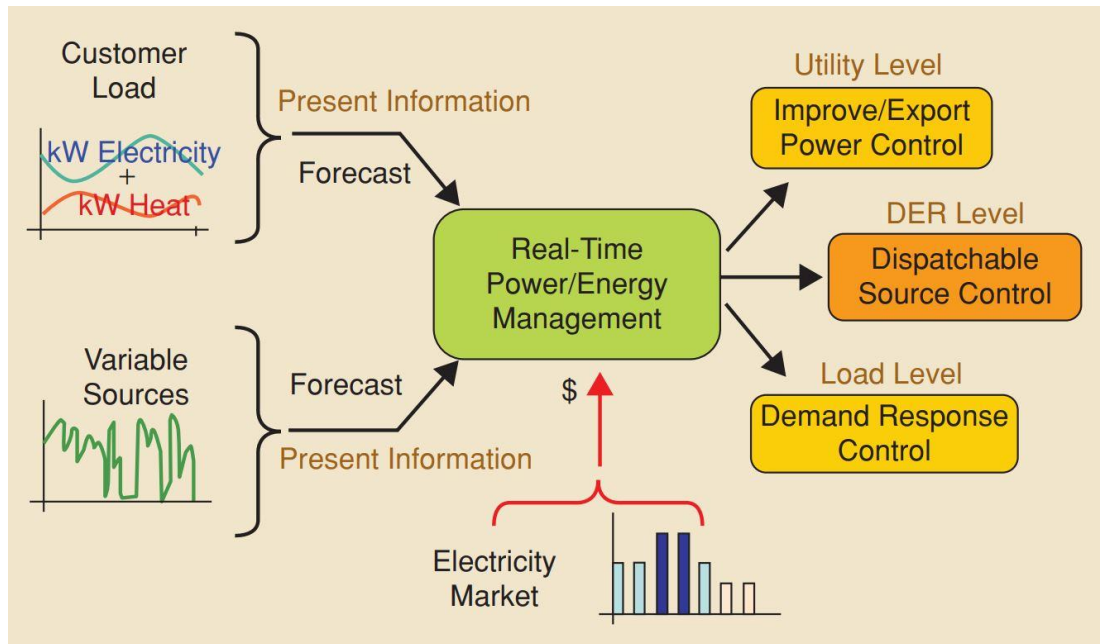 Customer
Load
kW Electricity
+
kW Heat
Present Information
Forecast
Variable
Sources
Forecast
Present Information
Real-Time
Power/Energy
Management
$
Electricity
Market
Utility Level
Improve/Export
Power Control
DER Level
Dispatchable
Source Control
Load Level
Demand Response
Control